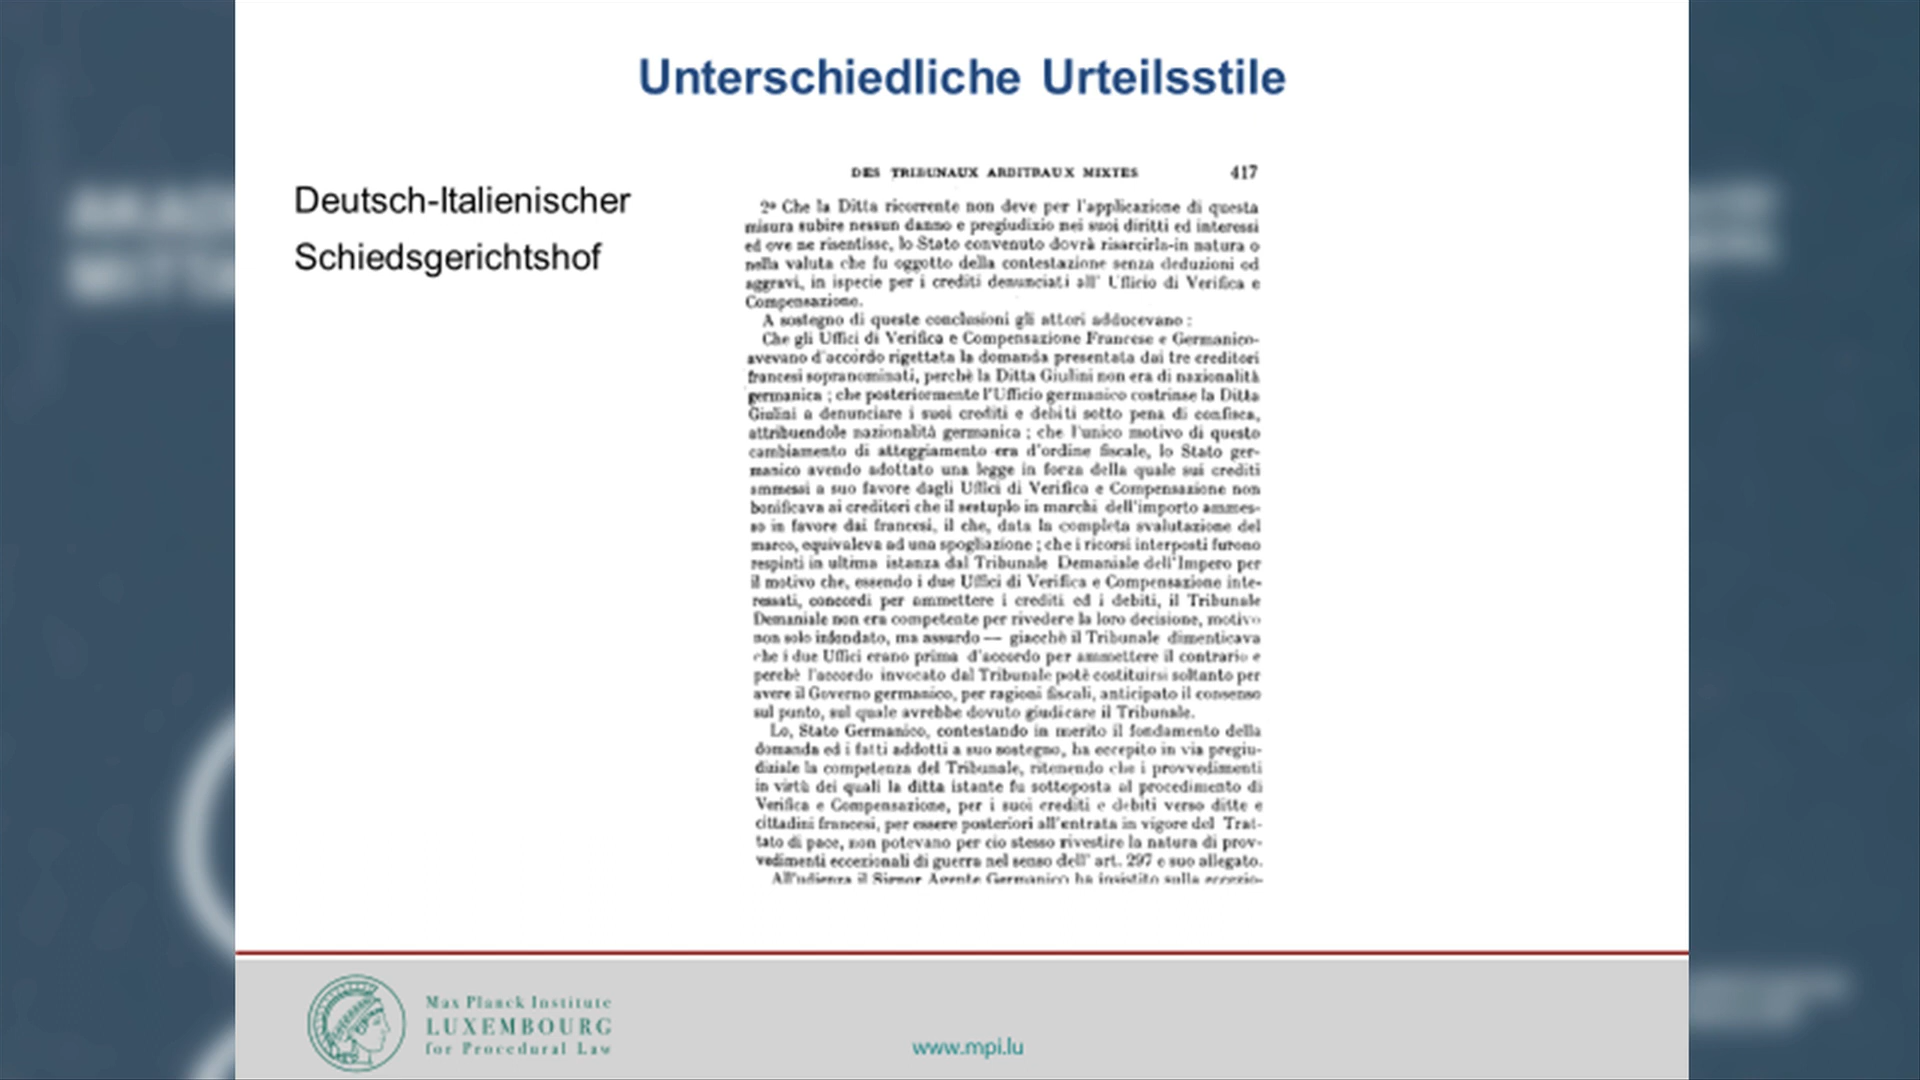 Unterschiedliche Urteilsstile
Deutsch-Italienischer
Schiedsgerichtshof
DES TRIBUNAUX ARBITRAUX MIXTES 417
2º Che la Ditta ricorrente non deve per l'applicazione di questa
misura subire nessun danno e pregiudizio nei suoi diritti ed interessi
ed ove ne risentisse, lo Stato convenuto dovrà risarcirla in natura o
nella valuta che fu oggetto della contestazione senza deduzioni od
aggravi, in ispecie per i crediti denunciati all' Ufficio di Verifica e
Compensazione.
A sostegno di queste conclusioni gli attori adducevano :
Che gli Uffici di Verifica e Compensazione Francese e Germanico
avevano d'accordo rigettata la domanda presentata dai tre creditori
francesi sopranominati, perchè la Ditta Giulini non era di nazionalità
germanica ; che posteriormente l'Ufficio germanico costrinse la Ditta
Giulini a denunciare i suoi crediti e debiti sotto pena di confisca,
attribuendole nazionalità germanica ; che l'unico motivo di questo
cambiamento di atteggiamento era d'ordine fiscale, lo Stato ger-
manico avendo adottato una legge in forza della quale sui crediti
ammessi a suo favore dagli Uffici di Verifica e Compensazione non
bonificava ai creditori che il sestuplo in marchi dell'importo ammes-
so in favore dai francesi, il che, data la completa svalutazione del
marco, equivaleva ad una spogliazione ; che i ricorsi interposti furono
respinti in ultima istanza dal Tribunale Demaniale dell'Impero per
il motivo che, essendo i due Uffici di Verifica e Compensazione inte-
ressati, concordi per ammettere i crediti ed i debiti, il Tribunale
Demaniale non era competente per rivedere la loro decisione, motivo
non solo infondato, ma assurdo — giacchè il Tribunale dimenticava
che i due Uffici erano prima d'accordo per ammettere il contrario e
perchè l'accordo invocato dal Tribunale potè costituirsi soltanto per
avere il Governo germanico, per ragioni fiscali, anticipato il consenso
sul punto, sul quale avrebbe dovuto giudicare il Tribunale.
Lo, Stato Germanico, contestando in merito il fondamento della
domanda ed i fatti addotti a suo sostegno, ha eccepito in via pregiu-
diziale la competenza del Tribunale, ritenendo che i provvedimenti
in virtù dei quali la ditta istante fu sottoposta al procedimento di
Verifica e Compensazione, per i suoi crediti e debiti verso ditte e
cittadini francesi, per essere posteriori all'entrata in vigore del Trat-
tato di pace, non potevano per cio stesso rivestire la natura di prov-
vedimenti eccezionali di guerra nel senso dell' art. 297 e suo allegato.
All'udienza il Signor Agente Germanico ha insistito sulla eccezio-
Max Planck Institute
LUXEMBOURG
for Procedural Law
www.mpi.lu